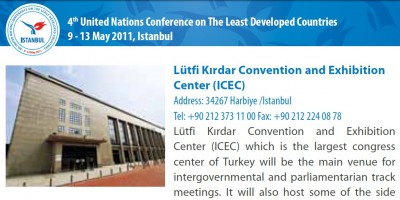 4th United Nations Conference on The Least Developed Countries
9 - 13 May 2011, Istanbul
ISTANBUL
Lütfi Kırdar Convention and Exhibition
Center (ICEC)
Address: 34267 Harbiye /Istanbul
Tel: +90 212 373 11 00 Fax: +90 212 224 08 78
Lütfi Kırdar Convention and Exhibition
Center (ICEC) which is the largest congress
center of Turkey will be the main venue for
intergovernmental and parliamentarian track
meetings. It will also host some of the side